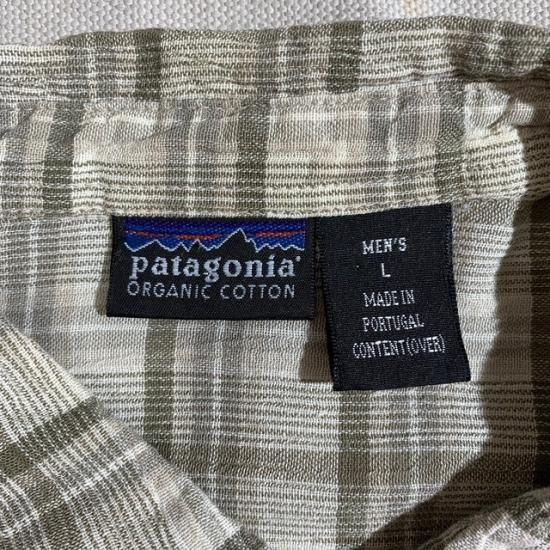 patagonia
ORGANIC COTTON
MEN'S
L
MADE IN
PORTUGAL
CONTENT(OVER)